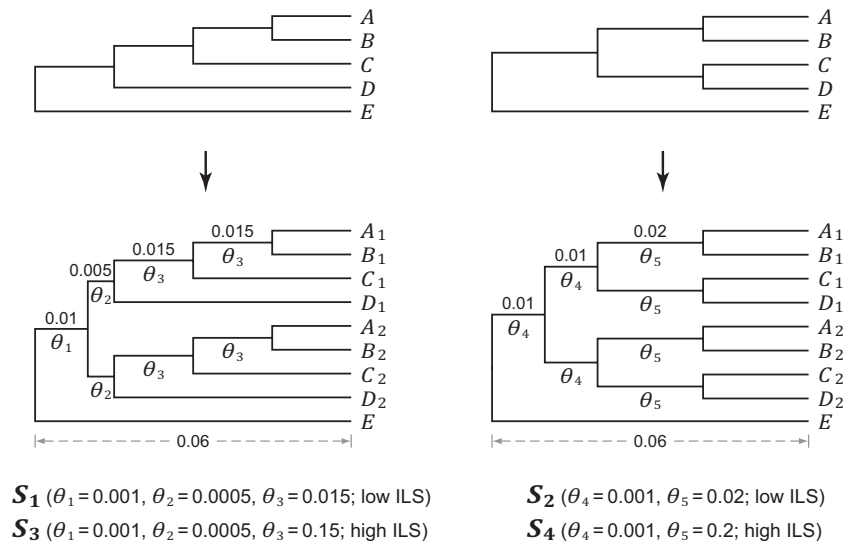 A
B
C
D
E
A
B
C
D
E
0.015
0.015
0.005
0.01
θ3
θ3
θ2
θ1
θ3
θ3
θ2
A1
B1
C1
D1
A2
B2
C2
D2
E
0.06
0.02
0.01
0.01
θ5
θ4
θ5
θ4
θ5
θ4
θ5
A1
B1
C1
D1
A2
B2
C2
D2
E
0.06
S1 (θ1=0.001, θ2=0.0005, θ3=0.015; low ILS)
S3 (θ1=0.001, θ2=0.0005, θ3=0.15; high ILS)
S2 (θ4=0.001, θ5=0.02; low ILS)
S4 (θ4=0.001, θ5=0.2; high ILS)